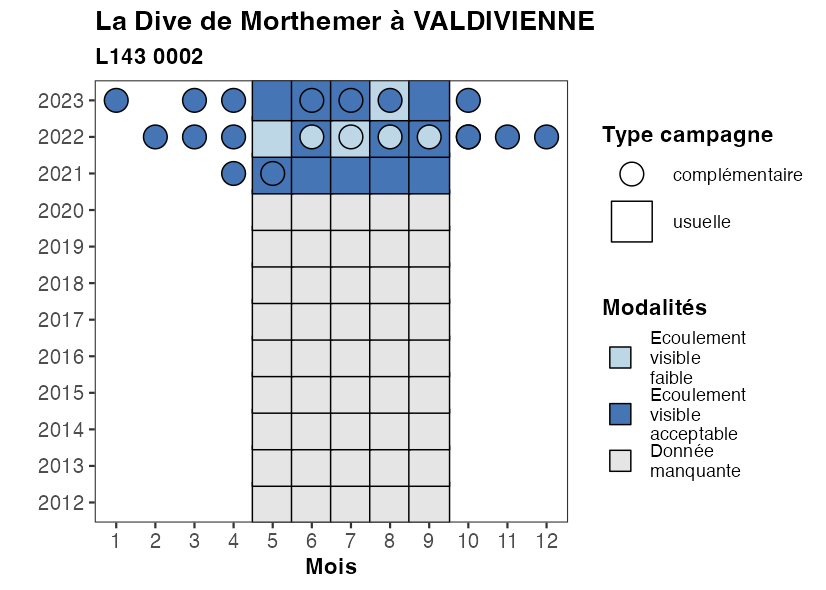 La Dive de Morthemer à VALDIVIENNE
L143 0002
2023
2022
2021
2020
2019
2018
2017
2016
2015
2014
2013
2012
1 2 3 4 5 6 7 8 9 10 11 12
Mois
Type campagne
complémentaire
usuelle
Modalités
Ecoulement
visible
faible
Ecoulement
visible
acceptable
Donnée
manquante